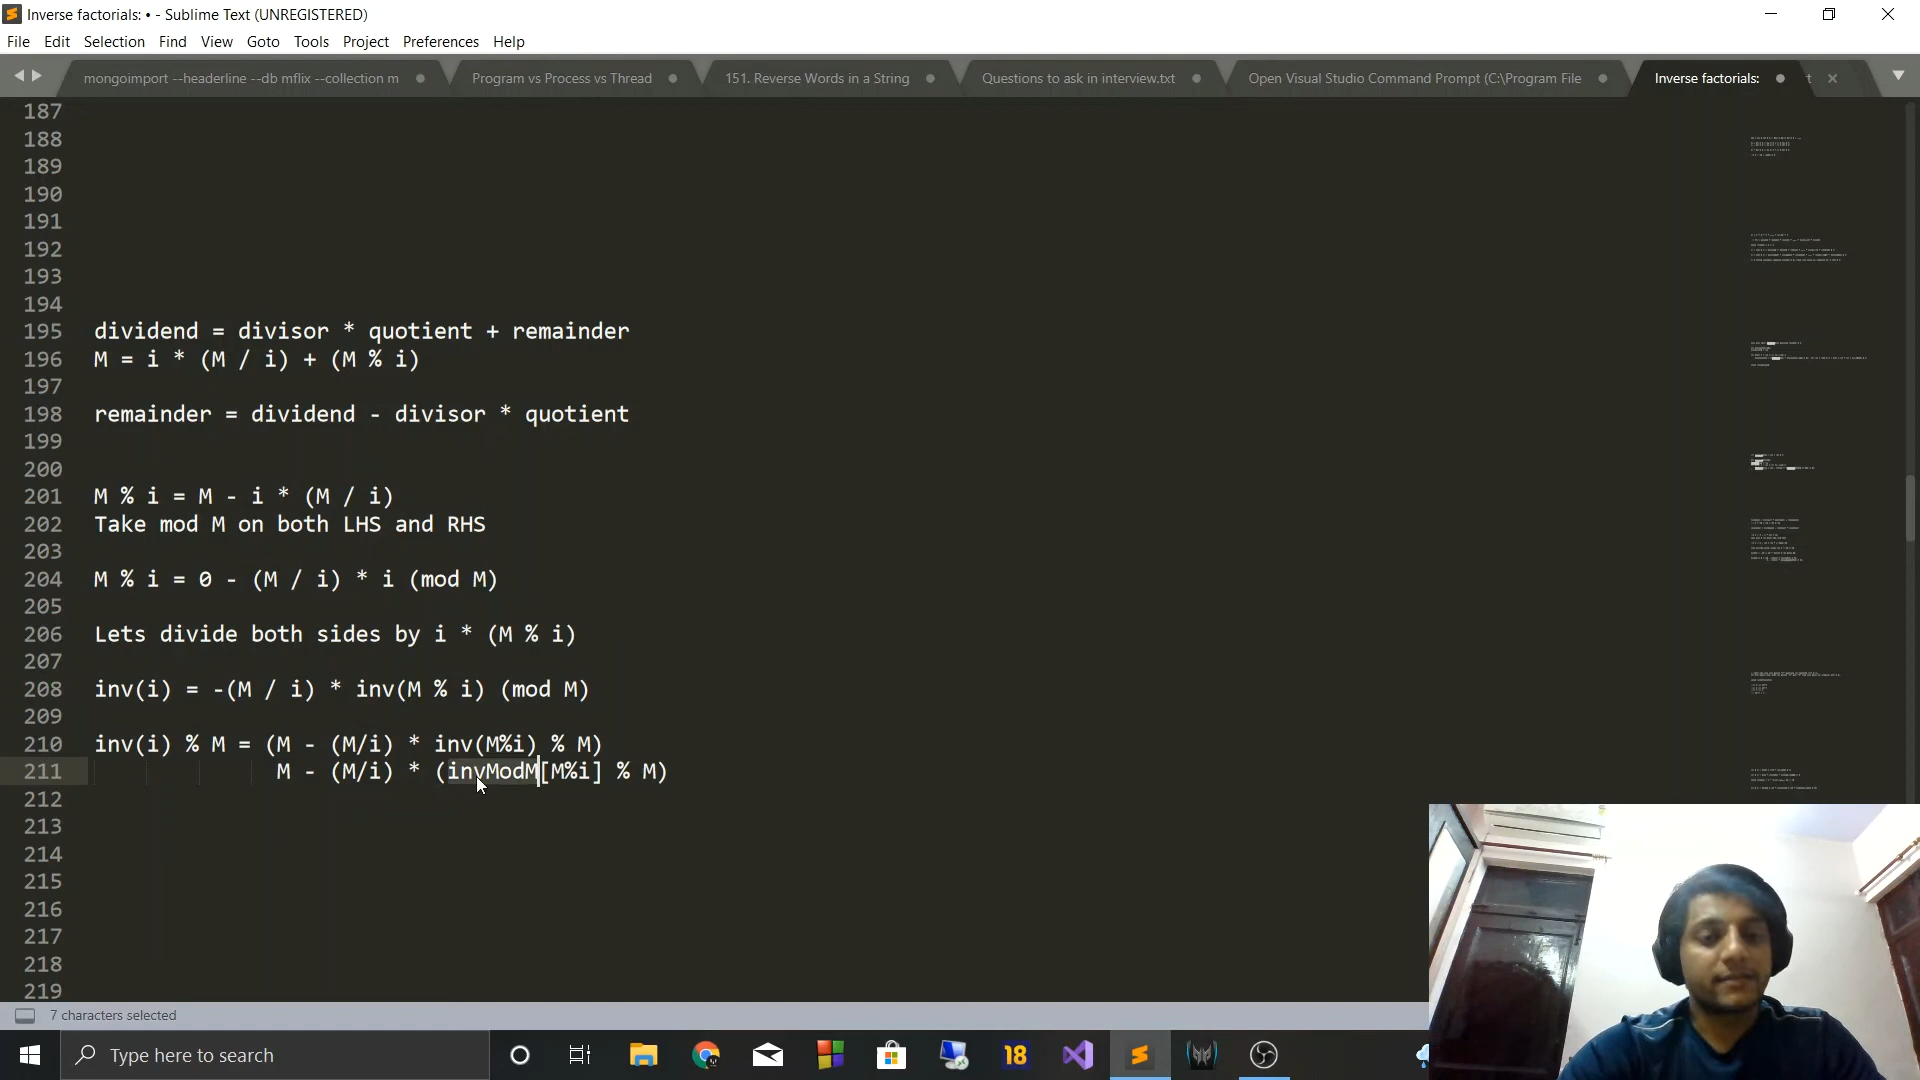 Inverse factorials: • - Sublime Text (UNREGISTERED)
File Edit Selection Find View Goto Tools Project Preferences Help
mongoimport --headerline --db mflix --collection m
Program vs Process vs Thread
151. Reverse Words in a String
Questions to ask in interview.txt
Open Visual Studio Command Prompt (C:\Program File
Inverse factorials:
t
187
188
189
190
191
192
193
194
195 dividend = divisor * quotient + remainder
196 M = i * (M / i) + (M % i)
197
198 remainder = dividend - divisor * quotient
199
200
201 M % i = M - i * (M / i)
202 Take mod M on both LHS and RHS
203
204 M % i = 0 - (M / i) * i (mod M)
205
206 Lets divide both sides by i * (M % i)
207
208 inv(i) = -(M / i) * inv(M % i) (mod M)
209
210 inv(i) % M = (M - (M/i) * inv(M%i) % M)
211 M - (M/i) * (invModM[M%i] % M)
212
213
214
215
216
217
218
219
7 characters selected
Type here to search
18